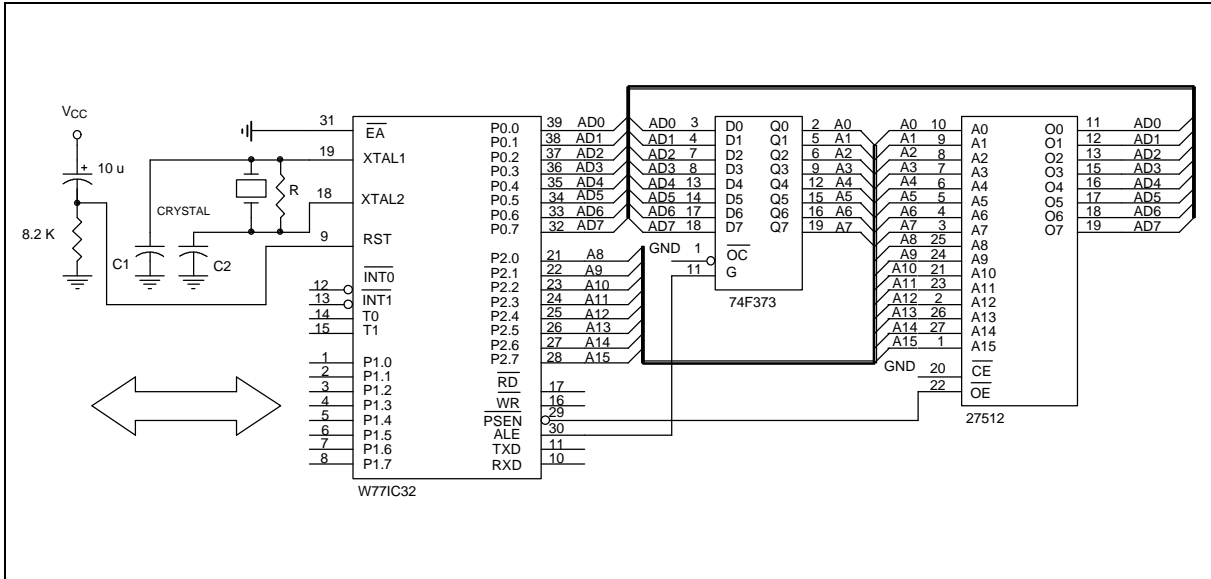 VCC
10 u
8.2 K
C1
C2
CRYSTAL
R
31 EA
19 XTAL1
18 XTAL2
9 RST
12 INT0
13 INT1
14 T0
15 T1
1 P1.0
2 P1.1
3 P1.2
4 P1.3
5 P1.4
6 P1.5
7 P1.6
8 P1.7
P0.0 39 AD0
P0.1 38 AD1
P0.2 37 AD2
P0.3 36 AD3
P0.4 35 AD4
P0.5 34 AD5
P0.6 33 AD6
P0.7 32 AD7
P2.0 21 A8
P2.1 22 A9
P2.2 23 A10
P2.3 24 A11
P2.4 25 A12
P2.5 26 A13
P2.6 27 A14
P2.7 28 A15
RD 17
WR 16
PSEN 29
ALE 30
TXD 11
RXD 10
W77IC32
AD0 3 D0 Q0 2 A0
AD1 4 D1 Q1 5 A1
AD2 7 D2 Q2 6 A2
AD3 8 D3 Q3 9 A3
AD4 13 D4 Q4 12 A4
AD5 14 D5 Q5 15 A5
AD6 17 D6 Q6 16 A6
AD7 18 D7 Q7 19 A7
GND 1 OC
11 G
74F373
A0 10 A0 O0 11 AD0
A1 9 A1 O1 12 AD1
A2 8 A2 O2 13 AD2
A3 7 A3 O3 15 AD3
A4 6 A4 O4 16 AD4
A5 5 A5 O5 17 AD5
A6 4 A6 O6 18 AD6
A7 3 A7 O7 19 AD7
A8 25 A8
A9 24 A9
A10 21 A10
A11 23 A11
A12 2 A12
A13 26 A13
A14 27 A14
A15 1 A15
GND 20 CE
22 OE
27512